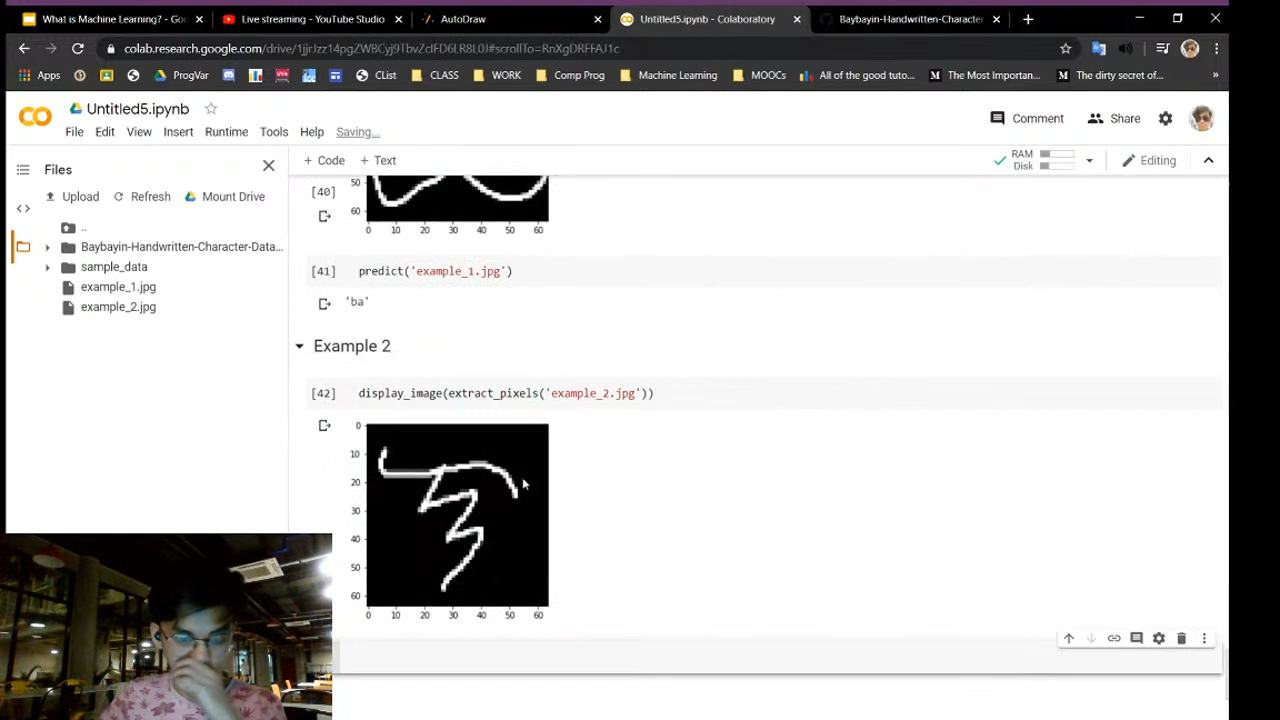 What is Machine Learning? - Goo
Live streaming - YouTube Studio
AutoDraw
Untitled5.ipynb - Colaboratory
Baybayin-Handwritten-Character
colab.research.google.com/drive/1jjrJzz14pgZWBCyj9TbvZcIFD6LR8L0J#scrollTo=RnXgDRFFAJ1c
Apps
ProgVar
CList
CLASS
WORK
Comp Prog
Machine Learning
MOOCs
All of the good tuto...
The Most Importan...
The dirty secret of...
»
Untitled5.ipynb
Comment
Share
File Edit View Insert Runtime Tools Help Saving...
Files
+ Code + Text
RAM
Disk
Editing
Upload Refresh Mount Drive
..
Baybayin-Handwritten-Character-Data...
sample_data
example_1.jpg
example_2.jpg
[40]
50
60
0 10 20 30 40 50 60
[41] predict('example_1.jpg')
'ba'
Example 2
[42] display_image(extract_pixels('example_2.jpg'))
0
10
20
30
40
50
60
0 10 20 30 40 50 60